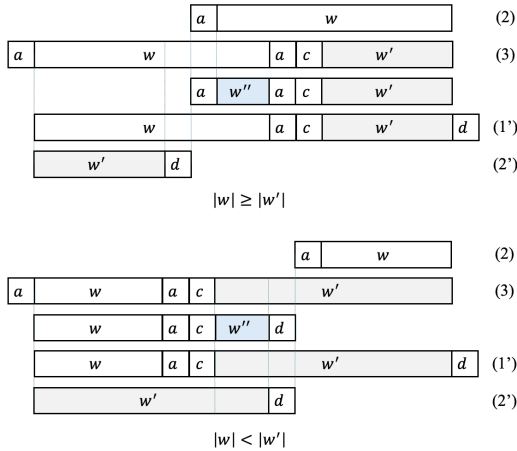 a w (2)
a w a c w′ (3)
a w′′ a c w′
w a c w′ d (1’)
w′ d (2’)
|w| ≥ |w′|
a w (2)
a w a c w′ (3)
w a c w′′ d
w a c w′ d (1’)
w′ d (2’)
|w| < |w′|